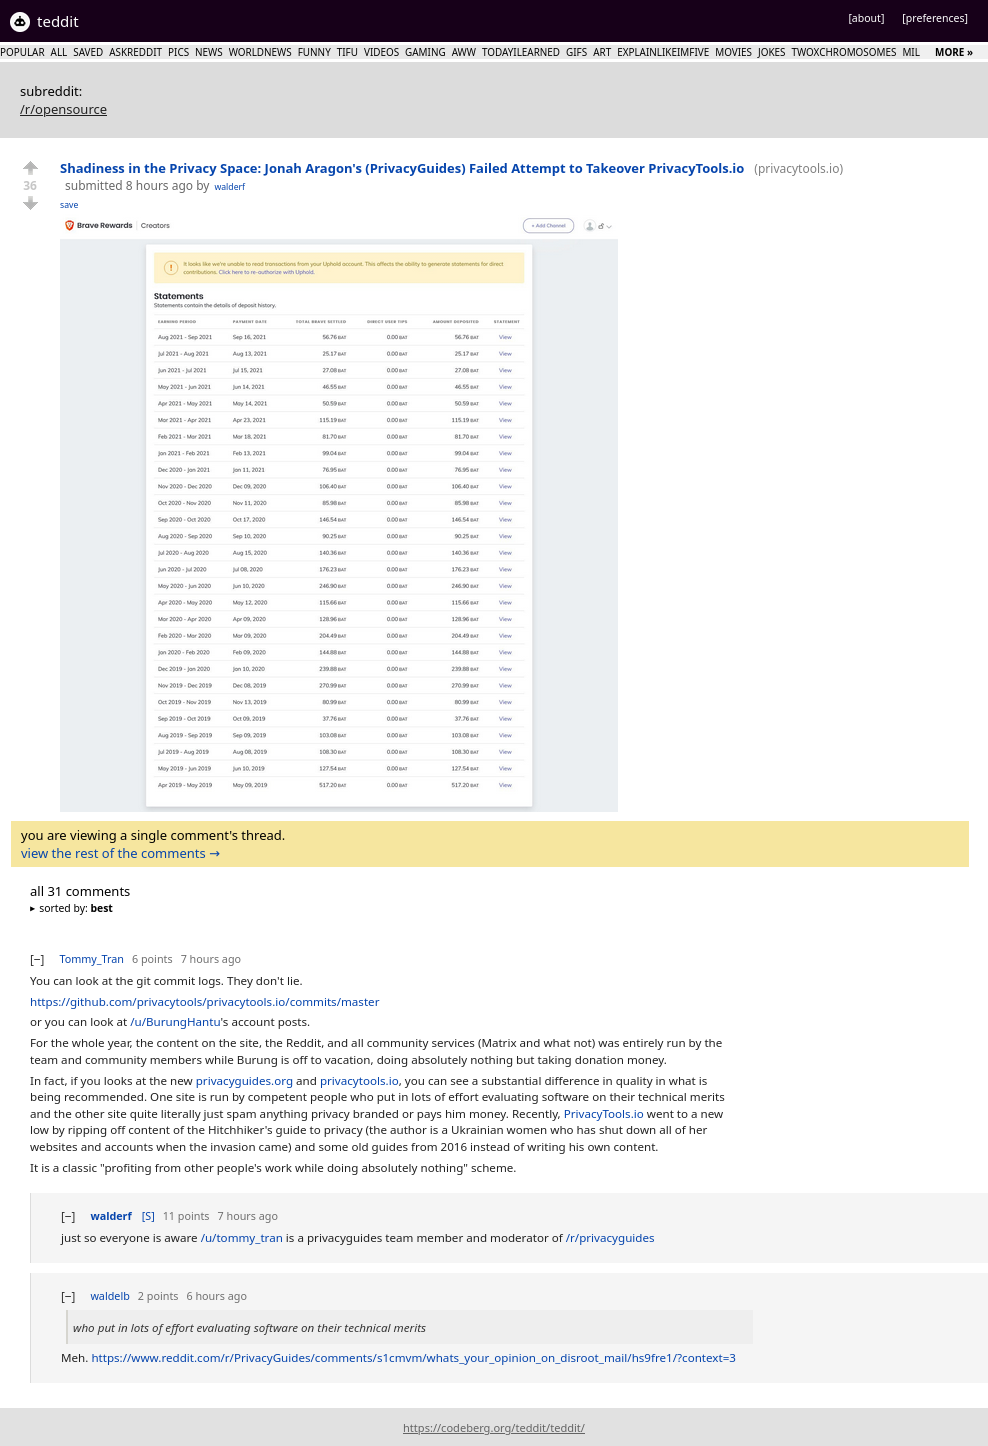 teddit
[about] [preferences]
POPULAR ALL SAVED ASKREDDIT PICS NEWS WORLDNEWS FUNNY TIFU VIDEOS GAMING AWW TODAYILEARNED GIFS ART EXPLAINLIKEIMFIVE MOVIES JOKES TWOXCHROMOSOMES MIL MORE »
subreddit:
/r/opensource
Shadiness in the Privacy Space: Jonah Aragon's (PrivacyGuides) Failed Attempt to Takeover PrivacyTools.io (privacytools.io)
36 submitted 8 hours ago by walderf
save
Brave Rewards Creators + Add Channel
It looks like we're unable to read transactions from your Uphold account. This affects the ability to generate statements for direct
contributions. Click here to re-authorize with Uphold.
Statements
Statements contain the details of deposit history.
EARNING PERIOD PAYMENT DATE TOTAL BRAVE SETTLED DIRECT USER TIPS AMOUNT DEPOSITED STATEMENT
Aug 2021 - Sep 2021 Sep 16, 2021 56.76 BAT 0.00 BAT 56.76 BAT View
Jul 2021 - Aug 2021 Aug 13, 2021 25.17 BAT 0.00 BAT 25.17 BAT View
Jun 2021 - Jul 2021 Jul 15, 2021 27.08 BAT 0.00 BAT 27.08 BAT View
May 2021 - Jun 2021 Jun 14, 2021 46.55 BAT 0.00 BAT 46.55 BAT View
Apr 2021 - May 2021 May 14, 2021 50.59 BAT 0.00 BAT 50.59 BAT View
Mar 2021 - Apr 2021 Apr 23, 2021 115.19 BAT 0.00 BAT 115.19 BAT View
Feb 2021 - Mar 2021 Mar 18, 2021 81.70 BAT 0.00 BAT 81.70 BAT View
Jan 2021 - Feb 2021 Feb 13, 2021 99.04 BAT 0.00 BAT 99.04 BAT View
Dec 2020 - Jan 2021 Jan 11, 2021 76.95 BAT 0.00 BAT 76.95 BAT View
Nov 2020 - Dec 2020 Dec 09, 2020 106.40 BAT 0.00 BAT 106.40 BAT View
Oct 2020 - Nov 2020 Nov 11, 2020 85.98 BAT 0.00 BAT 85.98 BAT View
Sep 2020 - Oct 2020 Oct 17, 2020 146.54 BAT 0.00 BAT 146.54 BAT View
Aug 2020 - Sep 2020 Sep 10, 2020 90.25 BAT 0.00 BAT 90.25 BAT View
Jul 2020 - Aug 2020 Aug 15, 2020 140.36 BAT 0.00 BAT 140.36 BAT View
Jun 2020 - Jul 2020 Jul 08, 2020 176.23 BAT 0.00 BAT 176.23 BAT View
May 2020 - Jun 2020 Jun 10, 2020 246.90 BAT 0.00 BAT 246.90 BAT View
Apr 2020 - May 2020 May 12, 2020 115.66 BAT 0.00 BAT 115.66 BAT View
Mar 2020 - Apr 2020 Apr 09, 2020 128.96 BAT 0.00 BAT 128.96 BAT View
Feb 2020 - Mar 2020 Mar 09, 2020 204.49 BAT 0.00 BAT 204.49 BAT View
Jan 2020 - Feb 2020 Feb 09, 2020 144.88 BAT 0.00 BAT 144.88 BAT View
Dec 2019 - Jan 2020 Jan 10, 2020 239.88 BAT 0.00 BAT 239.88 BAT View
Nov 2019 - Dec 2019 Dec 08, 2019 270.99 BAT 0.00 BAT 270.99 BAT View
Oct 2019 - Nov 2019 Nov 13, 2019 80.99 BAT 0.00 BAT 80.99 BAT View
Sep 2019 - Oct 2019 Oct 09, 2019 37.76 BAT 0.00 BAT 37.76 BAT View
Aug 2019 - Sep 2019 Sep 09, 2019 103.08 BAT 0.00 BAT 103.08 BAT View
Jul 2019 - Aug 2019 Aug 08, 2019 108.30 BAT 0.00 BAT 108.30 BAT View
May 2019 - Jun 2019 Jun 10, 2019 127.54 BAT 0.00 BAT 127.54 BAT View
Apr 2019 - May 2019 May 09, 2019 517.20 BAT 0.00 BAT 517.20 BAT View
you are viewing a single comment's thread.
view the rest of the comments →
all 31 comments
▸ sorted by: best
[−] Tommy_Tran 6 points 7 hours ago
You can look at the git commit logs. They don't lie.
https://github.com/privacytools/privacytools.io/commits/master
or you can look at /u/BurungHantu's account posts.
For the whole year, the content on the site, the Reddit, and all community services (Matrix and what not) was entirely run by the
team and community members while Burung is off to vacation, doing absolutely nothing but taking donation money.
In fact, if you looks at the new privacyguides.org and privacytools.io, you can see a substantial difference in quality in what is
being recommended. One site is run by competent people who put in lots of effort evaluating software on their technical merits
and the other site quite literally just spam anything privacy branded or pays him money. Recently, PrivacyTools.io went to a new
low by ripping off content of the Hitchhiker's guide to privacy (the author is a Ukrainian women who has shut down all of her
websites and accounts when the invasion came) and some old guides from 2016 instead of writing his own content.
It is a classic "profiting from other people's work while doing absolutely nothing" scheme.
[−] walderf [S] 11 points 7 hours ago
just so everyone is aware /u/tommy_tran is a privacyguides team member and moderator of /r/privacyguides
[−] waldelb 2 points 6 hours ago
who put in lots of effort evaluating software on their technical merits
Meh. https://www.reddit.com/r/PrivacyGuides/comments/s1cmvm/whats_your_opinion_on_disroot_mail/hs9fre1/?context=3
https://codeberg.org/teddit/teddit/